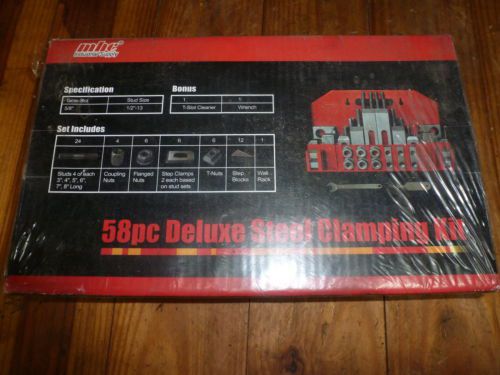 mhc
Industrial Supply
Specification
Bonus
Table Slot
Stud Size
5/8"
1/2"-13
1
1
T-Slot Cleaner
Wrench
Set Includes
24
4
6
6
6
12
1
Studs 4 of each
3", 4", 5", 6",
7", 8" Long
Coupling
Nuts
Flanged
Nuts
Step Clamps
2 each based
on stud sets
T-Nuts
Step
Blocks
Wall
Rack
58pc Deluxe Steel Clamping Kit